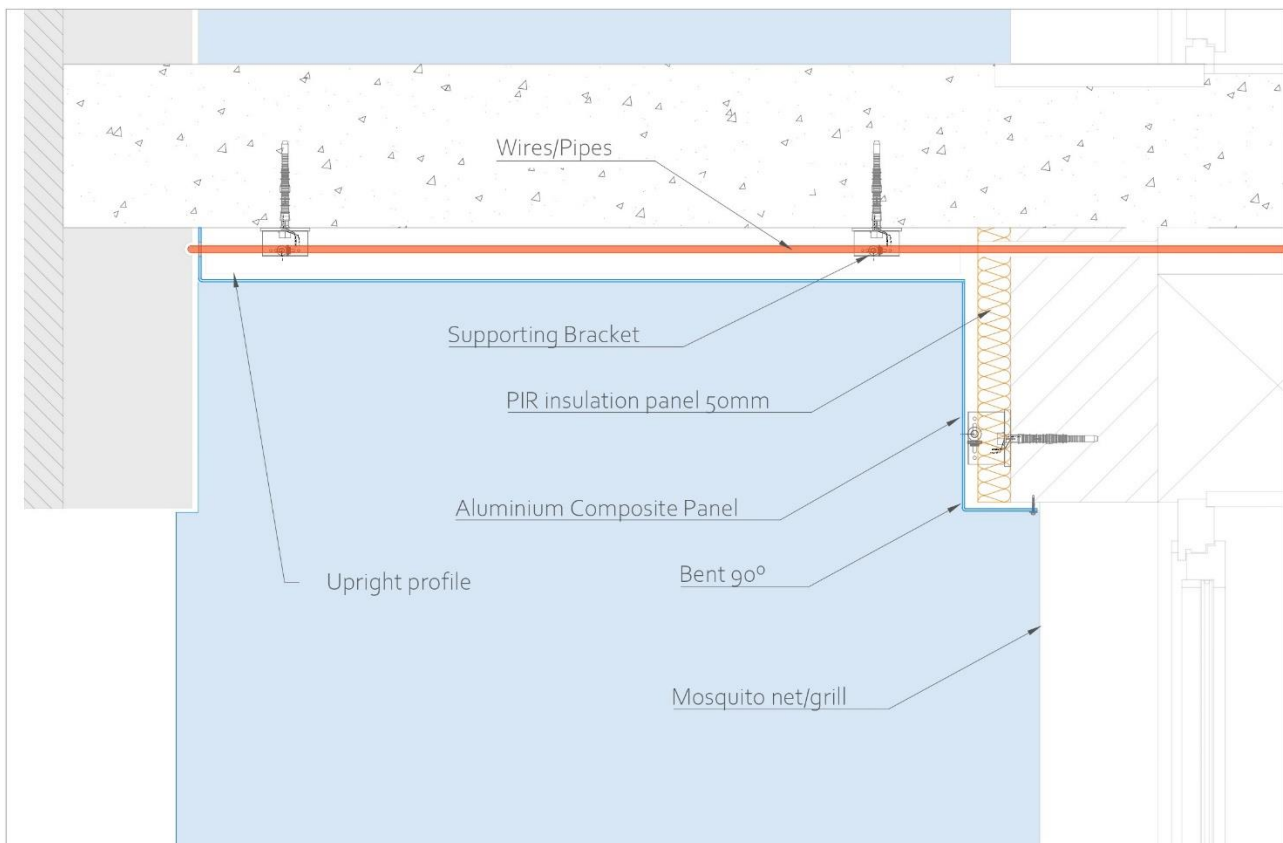 Wires/Pipes
Supporting Bracket
PIR insulation panel 50mm
Aluminium Composite Panel
Upright profile
Bent 90º
Mosquito net/grill